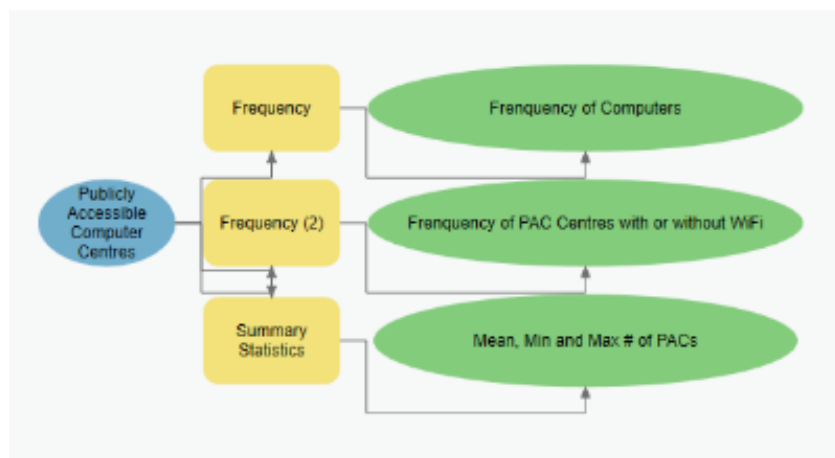 Publicly
Accessible
Computer
Centres
Frequency
Frenquency of Computers
Frequency (2)
Frenquency of PAC Centres with or without WiFi
Summary
Statistics
Mean, Min and Max # of PACs